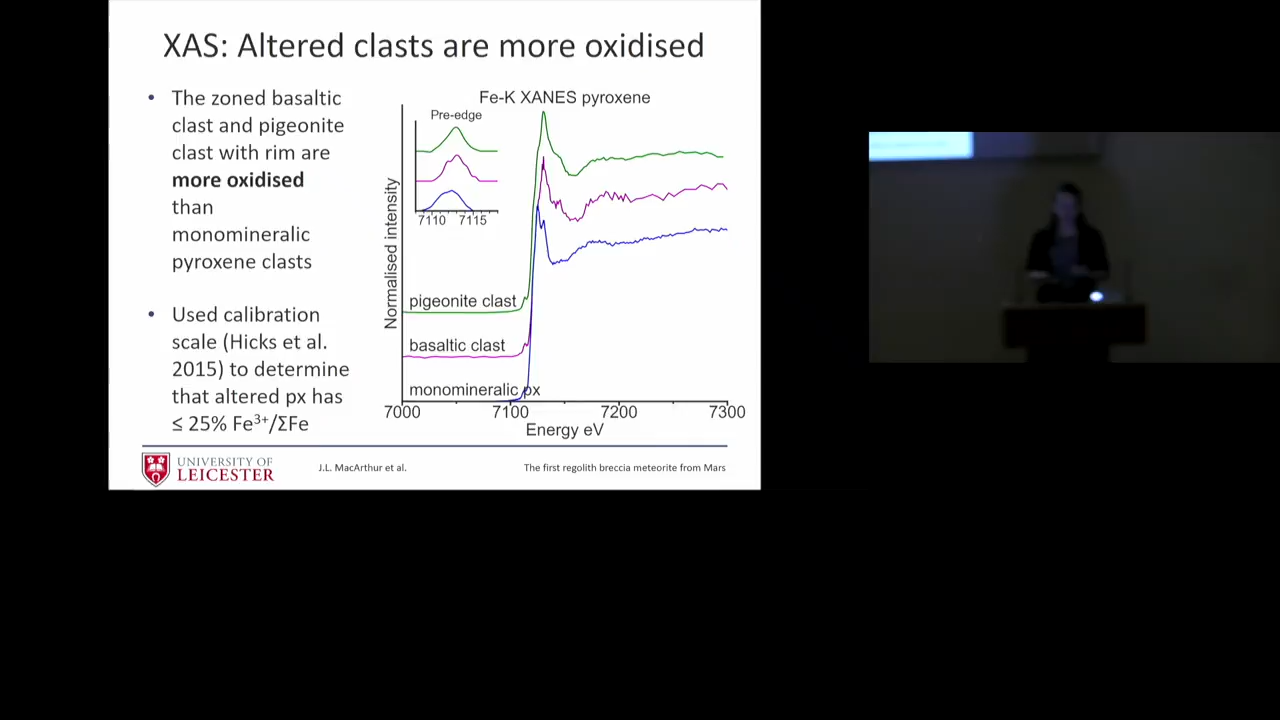 XAS: Altered clasts are more oxidised
• The zoned basaltic
clast and pigeonite
clast with rim are
more oxidised
than
monomineralic
pyroxene clasts
• Used calibration
scale (Hicks et al.
2015) to determine
that altered px has
≤ 25% Fe³⁺/ΣFe
Fe-K XANES pyroxene
Pre-edge
7110 7115
Normalised intensity
pigeonite clast
basaltic clast
monomineralic px
7000 7100 7200 7300
Energy eV
UNIVERSITY OF
LEICESTER
J.L. MacArthur et al.
The first regolith breccia meteorite from Mars